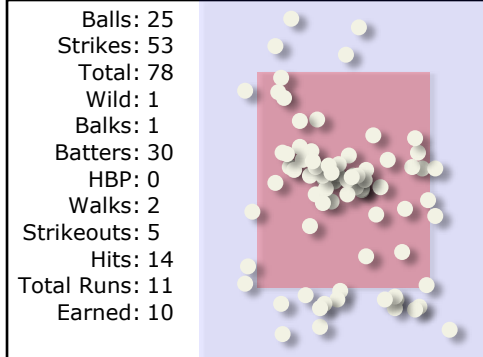 Balls: 25
Strikes: 53
Total: 78
Wild: 1
Balks: 1
Batters: 30
HBP: 0
Walks: 2
Strikeouts: 5
Hits: 14
Total Runs: 11
Earned: 10